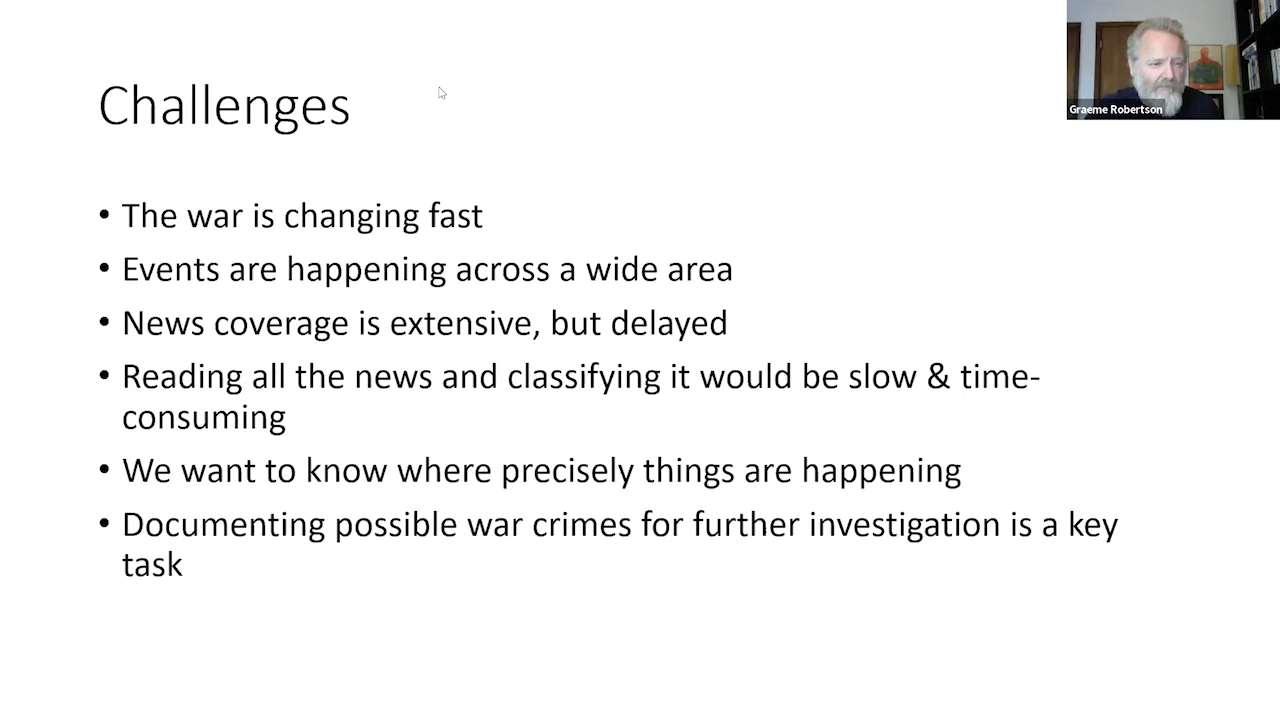 Challenges
Graeme Robertson
• The war is changing fast
• Events are happening across a wide area
• News coverage is extensive, but delayed
• Reading all the news and classifying it would be slow & time-
consuming
• We want to know where precisely things are happening
• Documenting possible war crimes for further investigation is a key
task